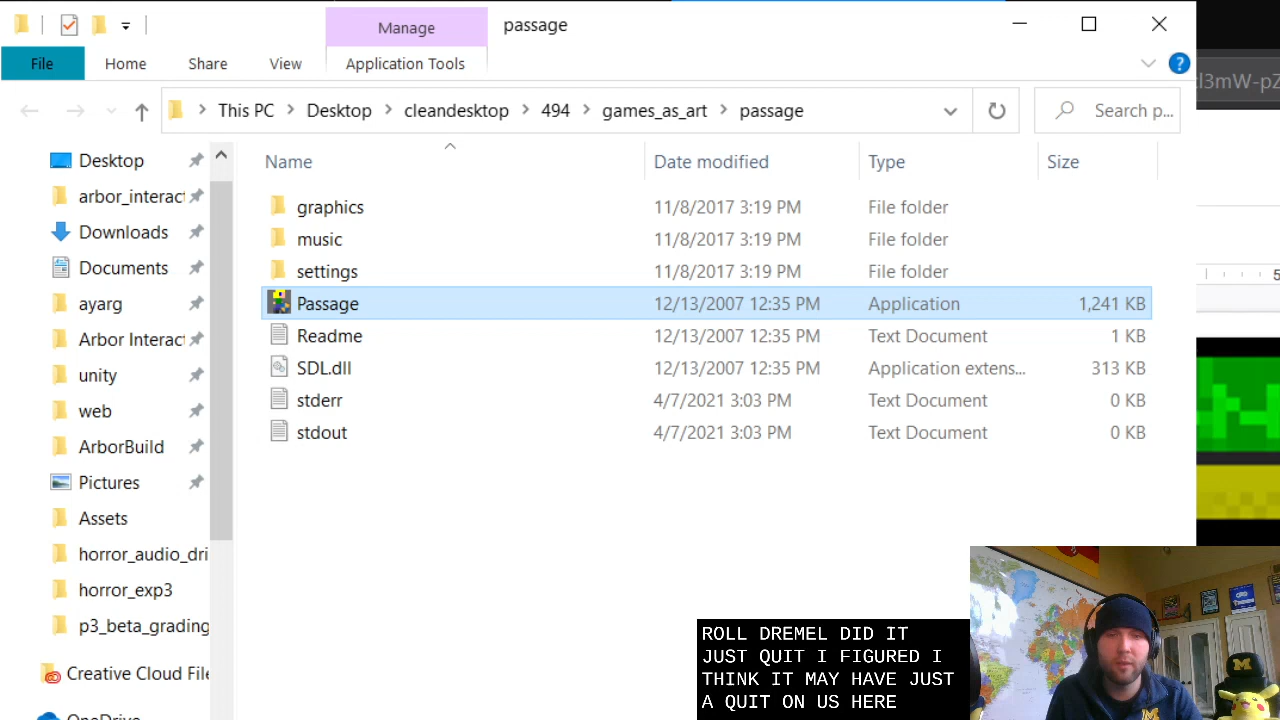 Manage
passage
File
Home
Share
View
Application Tools
?
This PC
Desktop
cleandesktop
494
games_as_art
passage
Search p...
l3mW-pZ
Name
Date modified
Type
Size
Desktop
arbor_interact
Downloads
Documents
ayarg
Arbor Interact
unity
web
ArborBuild
Pictures
Assets
horror_audio_dri
horror_exp3
p3_beta_grading
Creative Cloud File
OneDrive
graphics 11/8/2017 3:19 PM File folder
music 11/8/2017 3:19 PM File folder
settings 11/8/2017 3:19 PM File folder
Passage 12/13/2007 12:35 PM Application 1,241 KB
Readme 12/13/2007 12:35 PM Text Document 1 KB
SDL.dll 12/13/2007 12:35 PM Application extens... 313 KB
stderr 4/7/2021 3:03 PM Text Document 0 KB
stdout 4/7/2021 3:03 PM Text Document 0 KB
5
M
ROLL DREMEL DID IT
JUST QUIT I FIGURED I
THINK IT MAY HAVE JUST
A QUIT ON US HERE